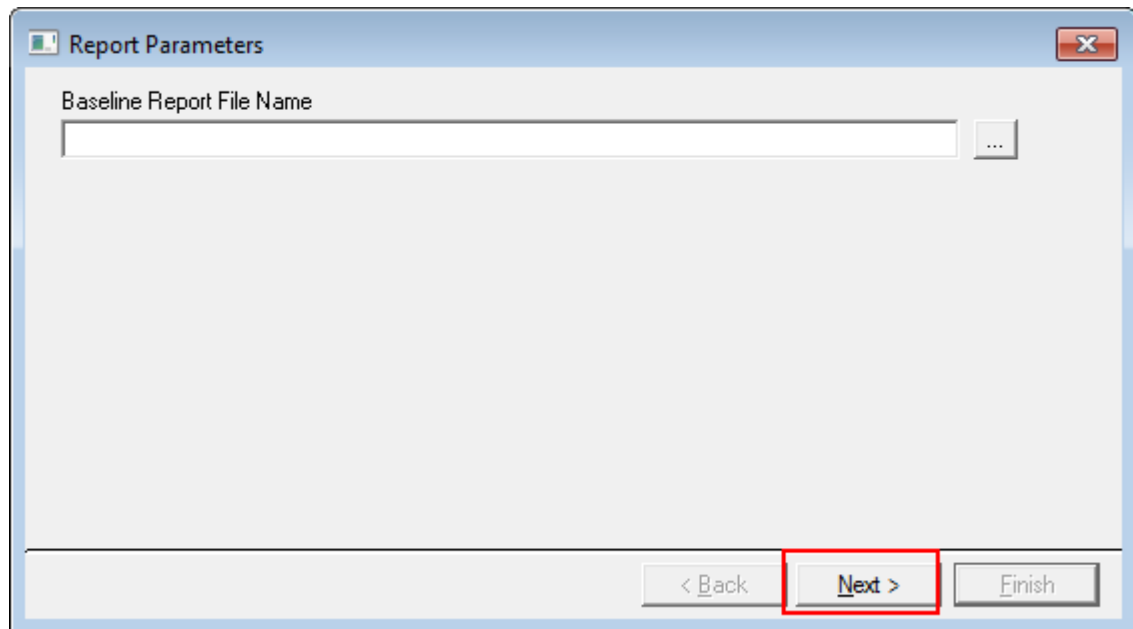 Report Parameters
Baseline Report File Name
...
< Back Next > Finish